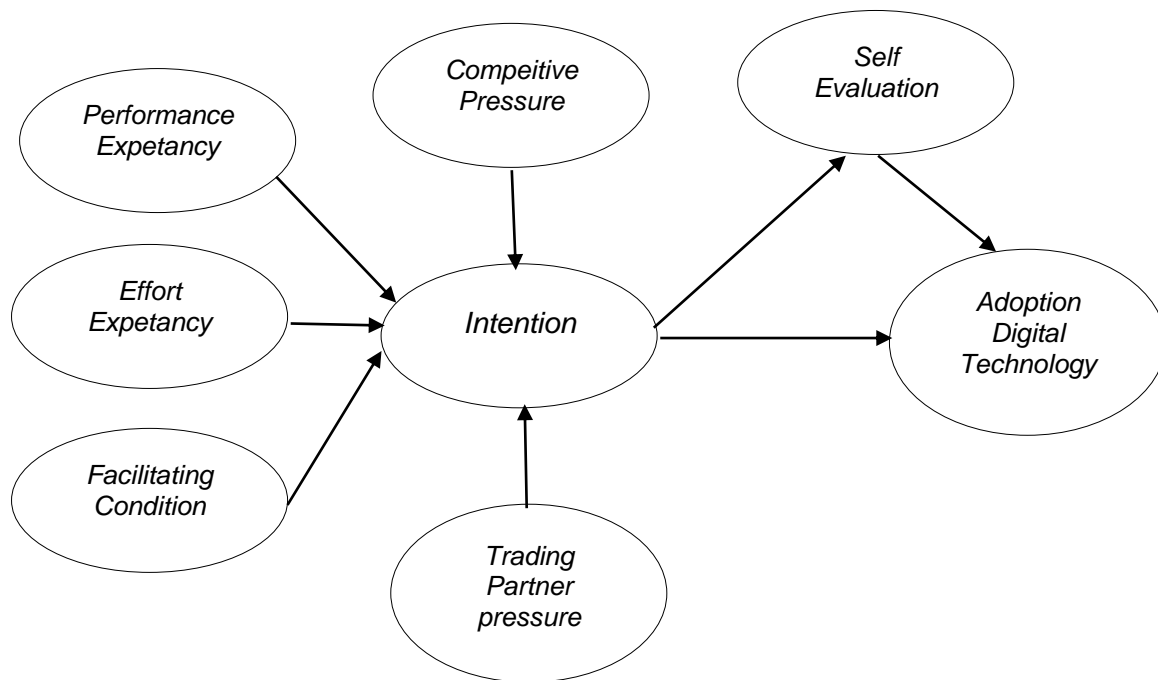 Performance
Expetancy
Compeitive
Pressure
Self
Evaluation
Effort
Expetancy
Intention
Adoption
Digital
Technology
Facilitating
Condition
Trading
Partner
pressure